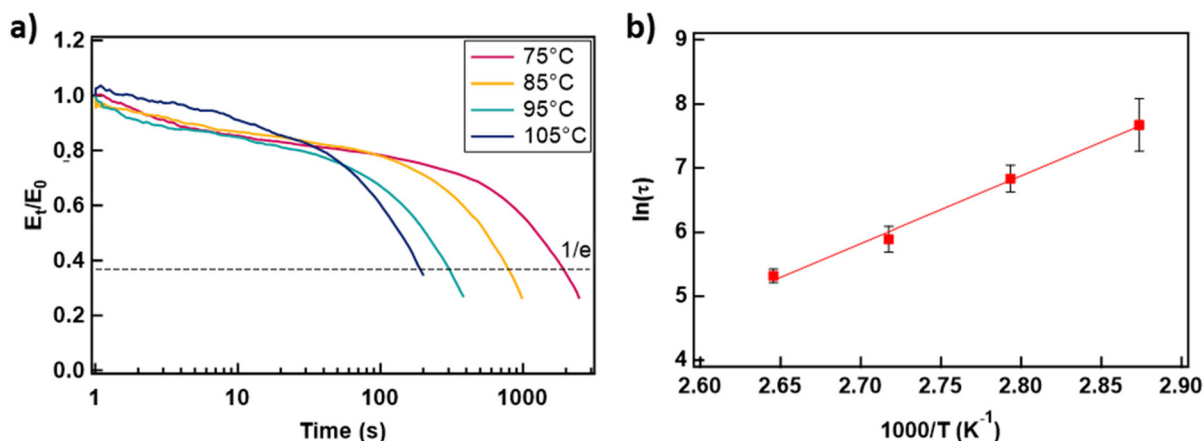 a)
1.2
1.0
0.8
0.6
0.4
0.2
0.0
Et/E0
75°C
85°C
95°C
105°C
1/e
1 10 100 1000
Time (s)
b)
9
8
7
6
5
4
ln(τ)
2.60 2.65 2.70 2.75 2.80 2.85 2.90
1000/T (K⁻¹)